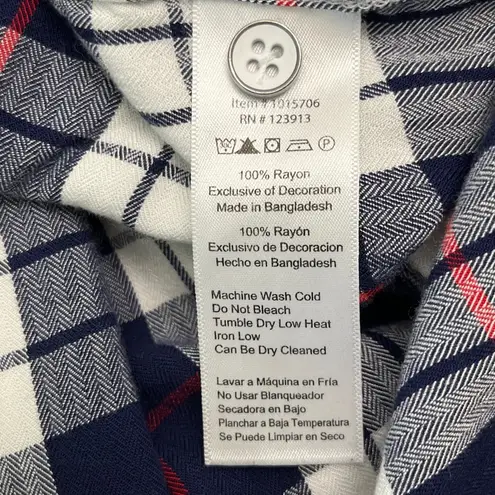 Item # 1015706
RN # 123913
P
100% Rayon
Exclusive of Decoration
Made in Bangladesh
100% Rayón
Exclusivo de Decoracion
Hecho en Bangladesh
Machine Wash Cold
Do Not Bleach
Tumble Dry Low Heat
Iron Low
Can Be Dry Cleaned
Lavar a Máquina en Fría
No Usar Blanqueador
Secadora en Bajo
Planchar a Baja Temperatura
Se Puede Limpiar en Seco